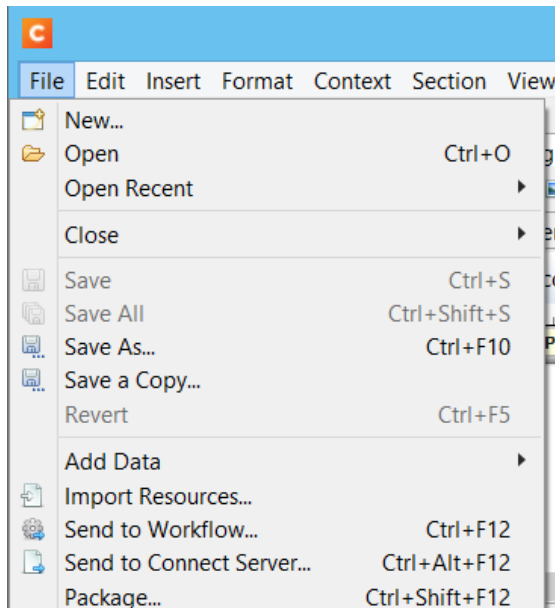 C
File Edit Insert Format Context Section View
New...
Open Ctrl+O
Open Recent
Close
Save Ctrl+S
Save All Ctrl+Shift+S
Save As... Ctrl+F10
Save a Copy...
Revert Ctrl+F5
Add Data
Import Resources...
Send to Workflow... Ctrl+F12
Send to Connect Server... Ctrl+Alt+F12
Package... Ctrl+Shift+F12